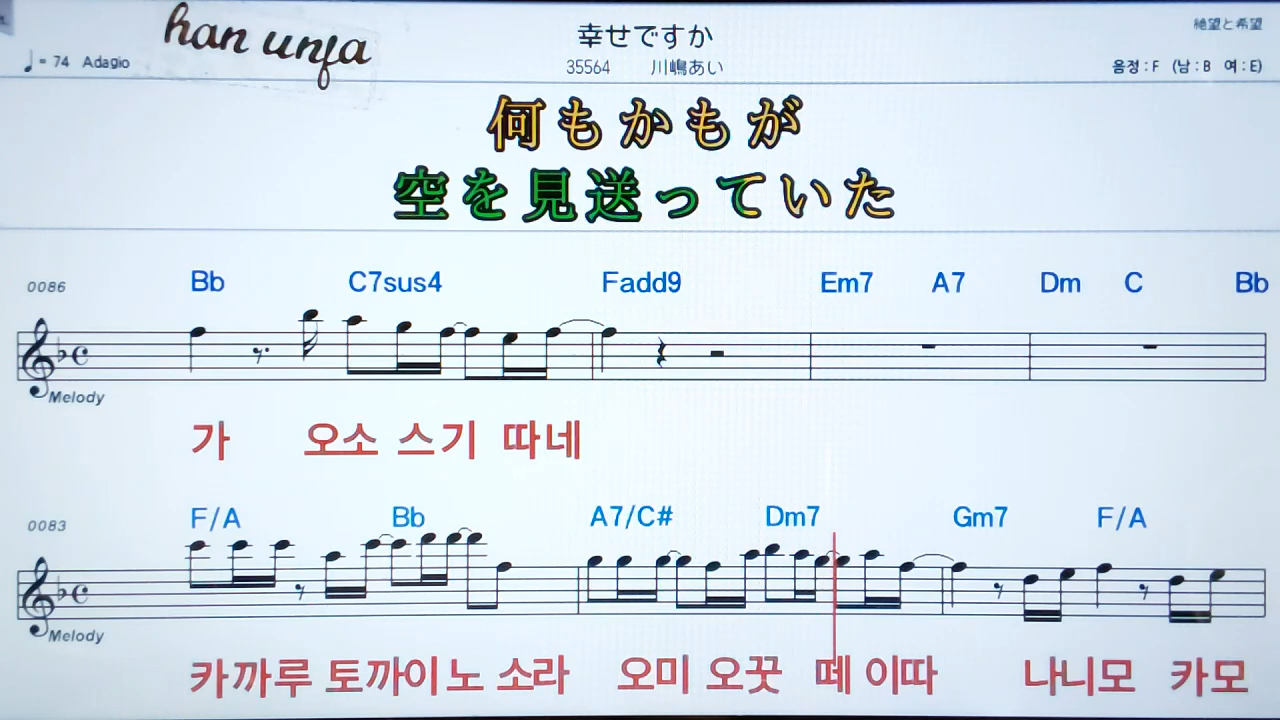 han unfa
幸せですか
絶望と希望
♩= 74 Adagio
35564 川嶋あい
음정 : F (남 : B 여 : E)
何もかもが
空を見送っていた
0086 Bb C7sus4 Fadd9 Em7 A7 Dm C Bb
Melody
가 오소 스기 따네
0083 F/A Bb A7/C# Dm7 Gm7 F/A
Melody
카까루 토까이노 소라 오미 오꿋 떼 이따 나니모 카모